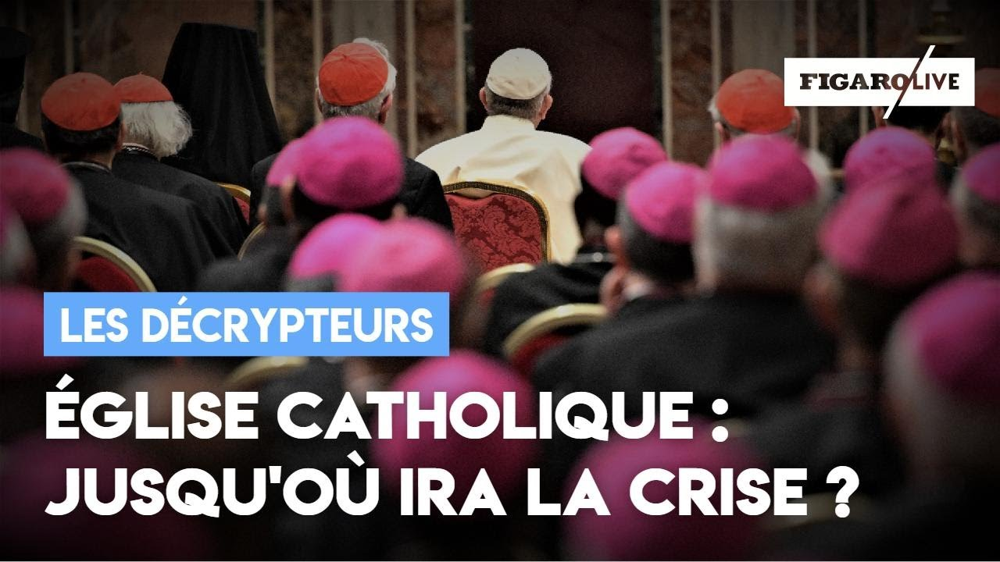 FIGAROLIVE
LES DÉCRYPTEURS
ÉGLISE CATHOLIQUE :
JUSQU'OÙ IRA LA CRISE ?